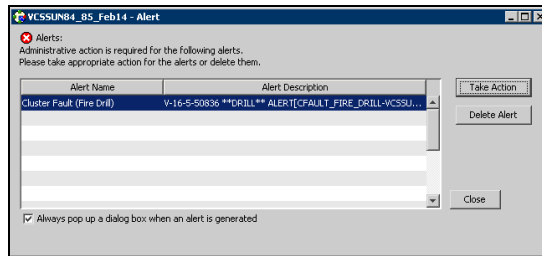 VCSSUN84_85_Feb14 - Alert
Alerts:
Administrative action is required for the following alerts.
Please take appropriate action for the alerts or delete them.
Alert Name Alert Description
Cluster Fault (Fire Drill) V-16-5-50836 **DRILL** ALERT[CFAULT_FIRE_DRILL-VCSSU...
Take Action
Delete Alert
Close
Always pop up a dialog box when an alert is generated